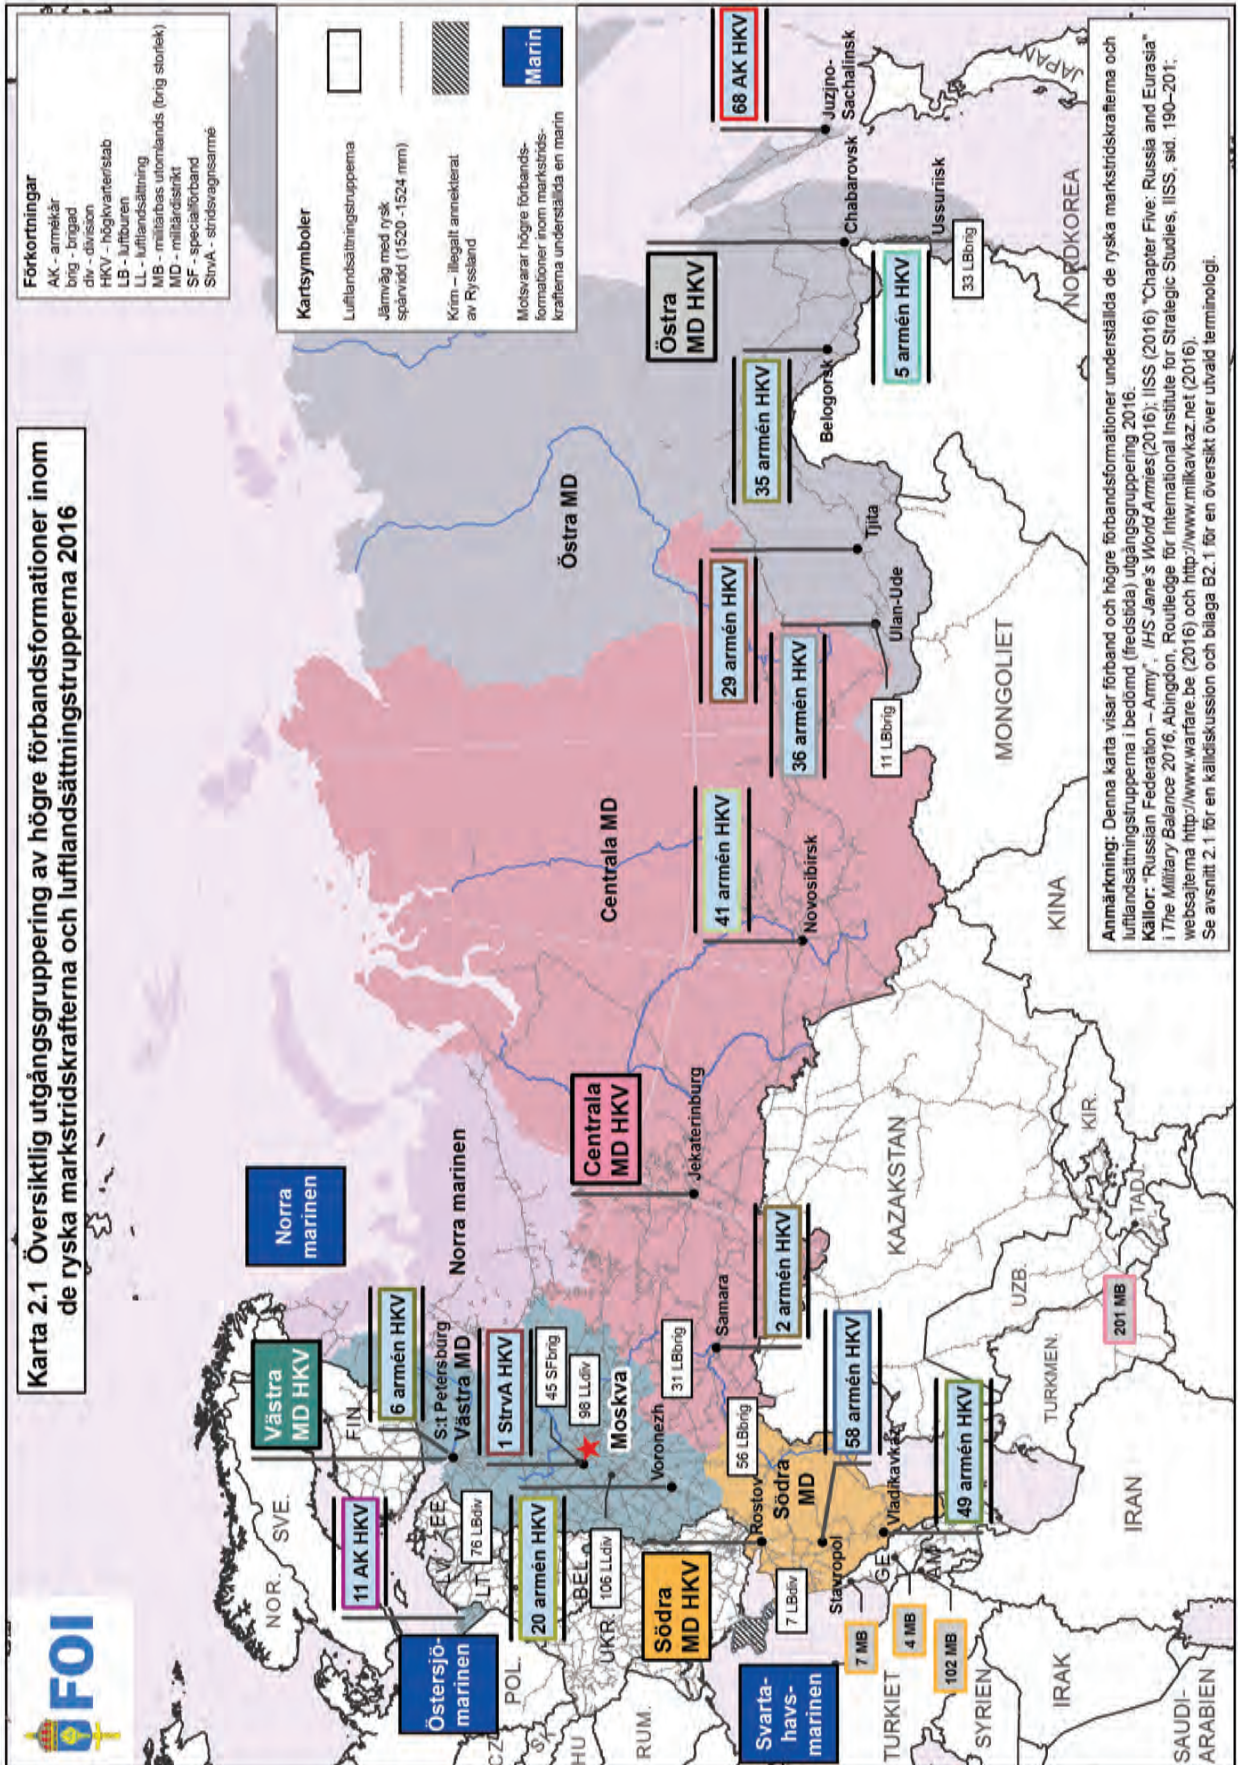 FOI
Karta 2.1 Översiktlig utgångsgruppering av högre förbandsformationer inom
de ryska markstridskrafterna och luftlandsättningstrupperna 2016
Förkortningar
AK - armékår
brig - brigad
div - division
HKV - högkvarter/stab
LB - luftburen
LL - luftlandsättning
MB - militärbas utomlands (brig storlek)
MD - militärdistrikt
SF - specialförband
StrvA - stridsvagnsarmé
Kartsymboler
Luftlandsättningstrupperna
Järnväg med rysk
spårvidd (1520 -1524 mm)
Krim – illegalt annekterat
av Ryssland
Motsvarar högre förbands-
formationer inom markstrids-
krafterna underställda en marin
Marin
Norra
marinen
Västra
MD HKV
11 AK HKV
Östersjö-
marinen
6 armén HKV
S:t Petersburg
Västra MD
Norra marinen
1 StrvA HKV
45 SFbrig
98 LLdiv
Moskva
76 LBdiv
20 armén HKV
106 LLdiv
Voronezh
31 LBbrig
Samara
2 armén HKV
Centrala
MD HKV
Jekaterinburg
Centrala MD
41 armén HKV
Novosibirsk
Östra MD
29 armén HKV
36 armén HKV
11 LBbrig
Ulan-Ude
Tjita
35 armén HKV
Belogorsk
Östra
MD HKV
5 armén HKV
Chabarovsk
Ussuriisk
33 LBbrig
68 AK HKV
Juzjno-
Sachalinsk
Södra
MD HKV
Rostov
56 LBbrig
Södra
MD
58 armén HKV
Vladikavkaz
49 armén HKV
7 LBdiv
Stavropol
Svarta-
havs-
marinen
7 MB
4 MB
102 MB
201 MB
NOR.
SVE.
FIN.
EE
LV
LT
BEL.
POL.
UKR.
CZ
HU
RUM.
GE
AM
TURKIET
SYRIEN
IRAK
SAUDI-
ARABIEN
IRAN
TURKMEN.
UZB.
TADJ.
KIR.
KAZAKSTAN
KINA
MONGOLIET
NORDKOREA
JAPAN
Anmärkning: Denna karta visar förband och högre förbandsformationer underställda de ryska markstridskrafterna och
luftlandsättningstrupperna i bedömd (fredstida) utgångsgruppering 2016.
Källor: "Russian Federation – Army", IHS Jane's World Armies (2016); IISS (2016) "Chapter Five: Russia and Eurasia"
i The Military Balance 2016, Abingdon, Routledge för International Institute for Strategic Studies, IISS, sid. 190–201;
websajterna http://www.warfare.be (2016) och http://www.milkavkaz.net (2016).
Se avsnitt 2.1 för en källdiskussion och bilaga B2.1 för en översikt över utvald terminologi.